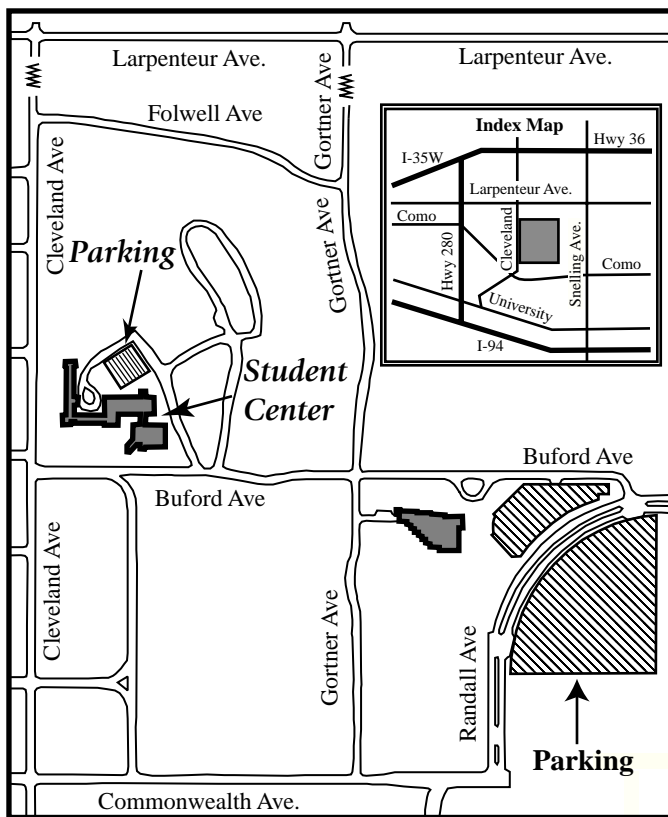 Larpenteur Ave.
Larpenteur Ave.
Gortner Ave
Folwell Ave
Cleveland Ave
Parking
Gortner Ave
Index Map
I-35W
Hwy 36
Larpenteur Ave.
Como
Cleveland
Hwy 280
Snelling Ave.
Como
University
I-94
Student
Center
Buford Ave
Buford Ave
Cleveland Ave
Gortner Ave
Randall Ave
Parking
Commonwealth Ave.